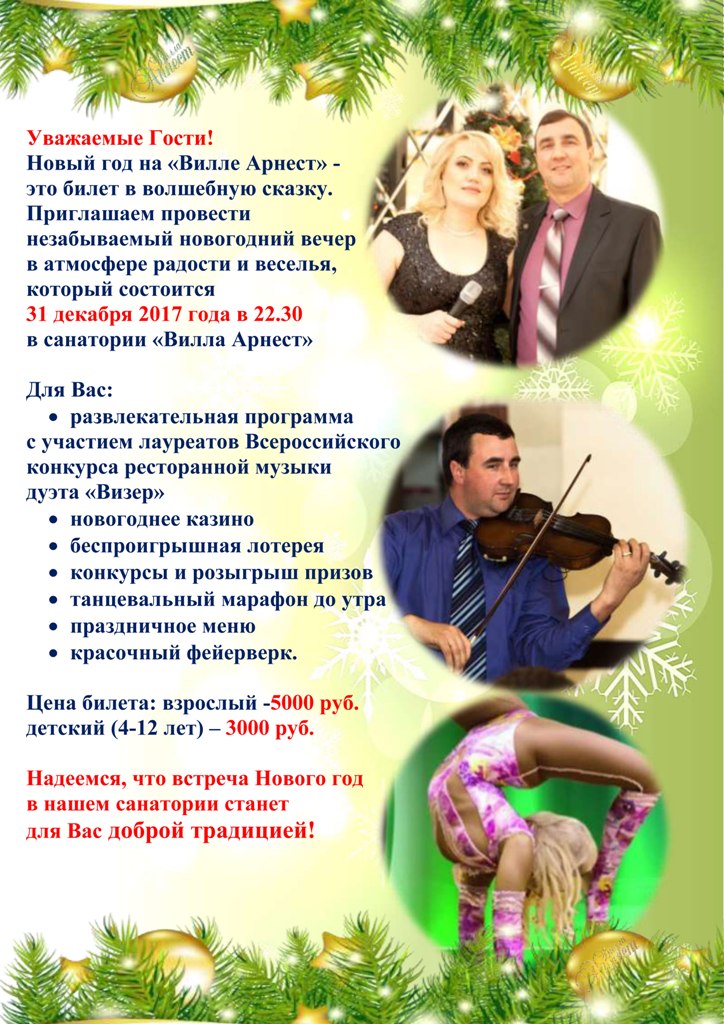 Уважаемые Гости!
Новый год на «Вилле Арнест» -
это билет в волшебную сказку.
Приглашаем провести
незабываемый новогодний вечер
в атмосфере радости и веселья,
который состоится
31 декабря 2017 года в 22.30
в санатории «Вилла Арнест»
Для Вас:
• развлекательная программа
с участием лауреатов Всероссийского
конкурса ресторанной музыки
дуэта «Визер»
• новогоднее казино
• беспроигрышная лотерея
• конкурсы и розыгрыш призов
• танцевальный марафон до утра
• праздничное меню
• красочный фейерверк.
Цена билета: взрослый -5000 руб.
детский (4-12 лет) – 3000 руб.
Надеемся, что встреча Нового год
в нашем санатории станет
для Вас доброй традицией!